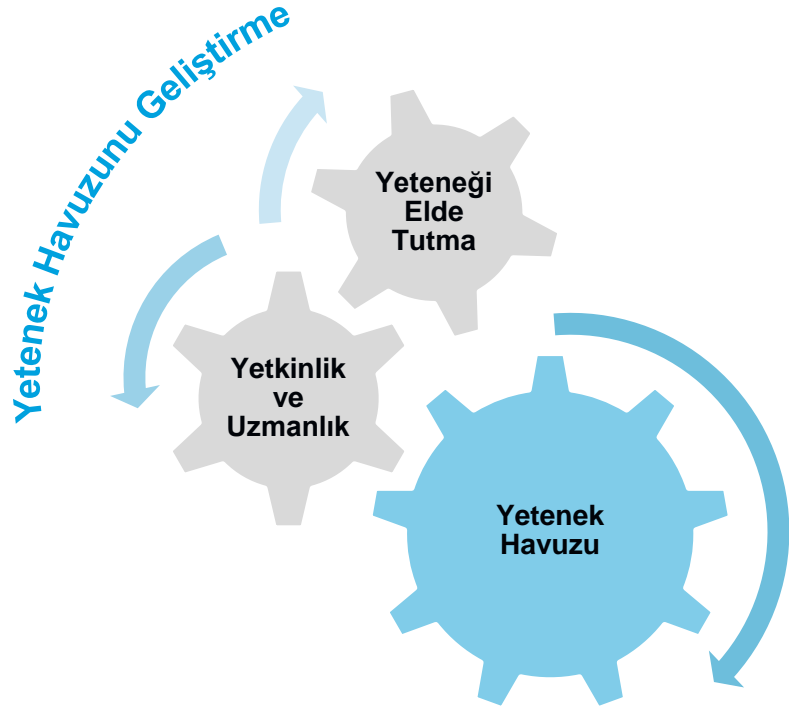 Yetenek Havuzunu Geliştirme
Yeteneği
Elde
Tutma
Yetkinlik
ve
Uzmanlık
Yetenek
Havuzu